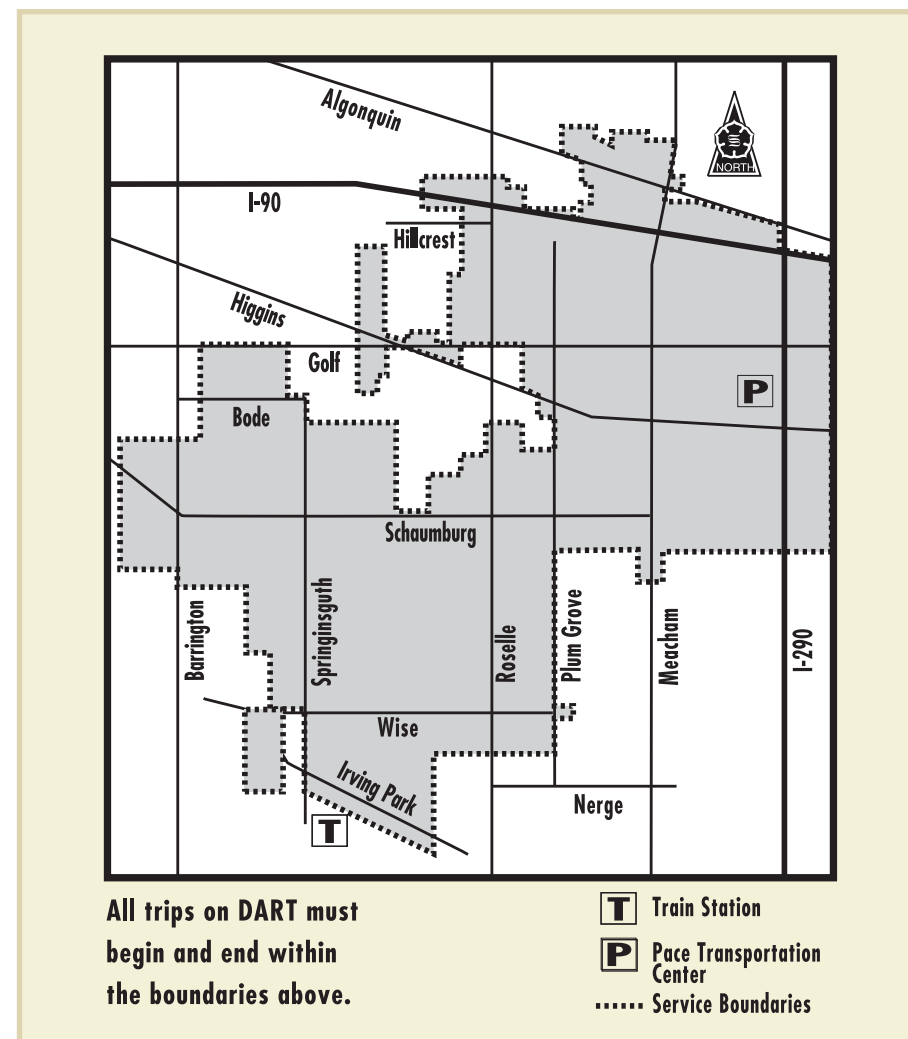 Algonquin
NORTH
I-90
Hillcrest
Higgins
Golf
P
Bode
Schaumburg
Barrington
Springinsguth
Roselle
Plum Grove
Meacham
I-290
Wise
Irving Park
Nerge
T
All trips on DART must
begin and end within
the boundaries above.
T Train Station
P Pace Transportation
Center
Service Boundaries